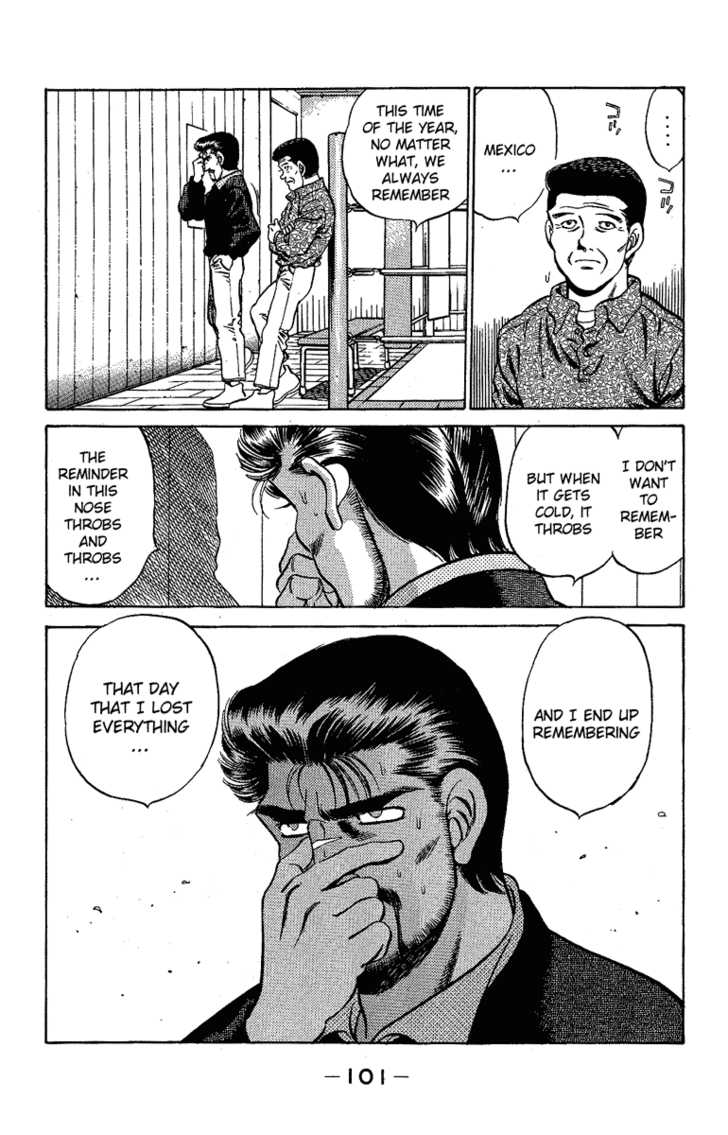 ....
MEXICO
...
THIS TIME
OF THE YEAR,
NO MATTER
WHAT, WE
ALWAYS
REMEMBER
I DON'T
WANT
TO
REMEM-
BER
BUT WHEN
IT GETS
COLD, IT
THROBS
THE
REMINDER
IN THIS
NOSE
THROBS
AND
THROBS
...
AND I END UP
REMEMBERING
THAT DAY
THAT I LOST
EVERYTHING
...
—101—